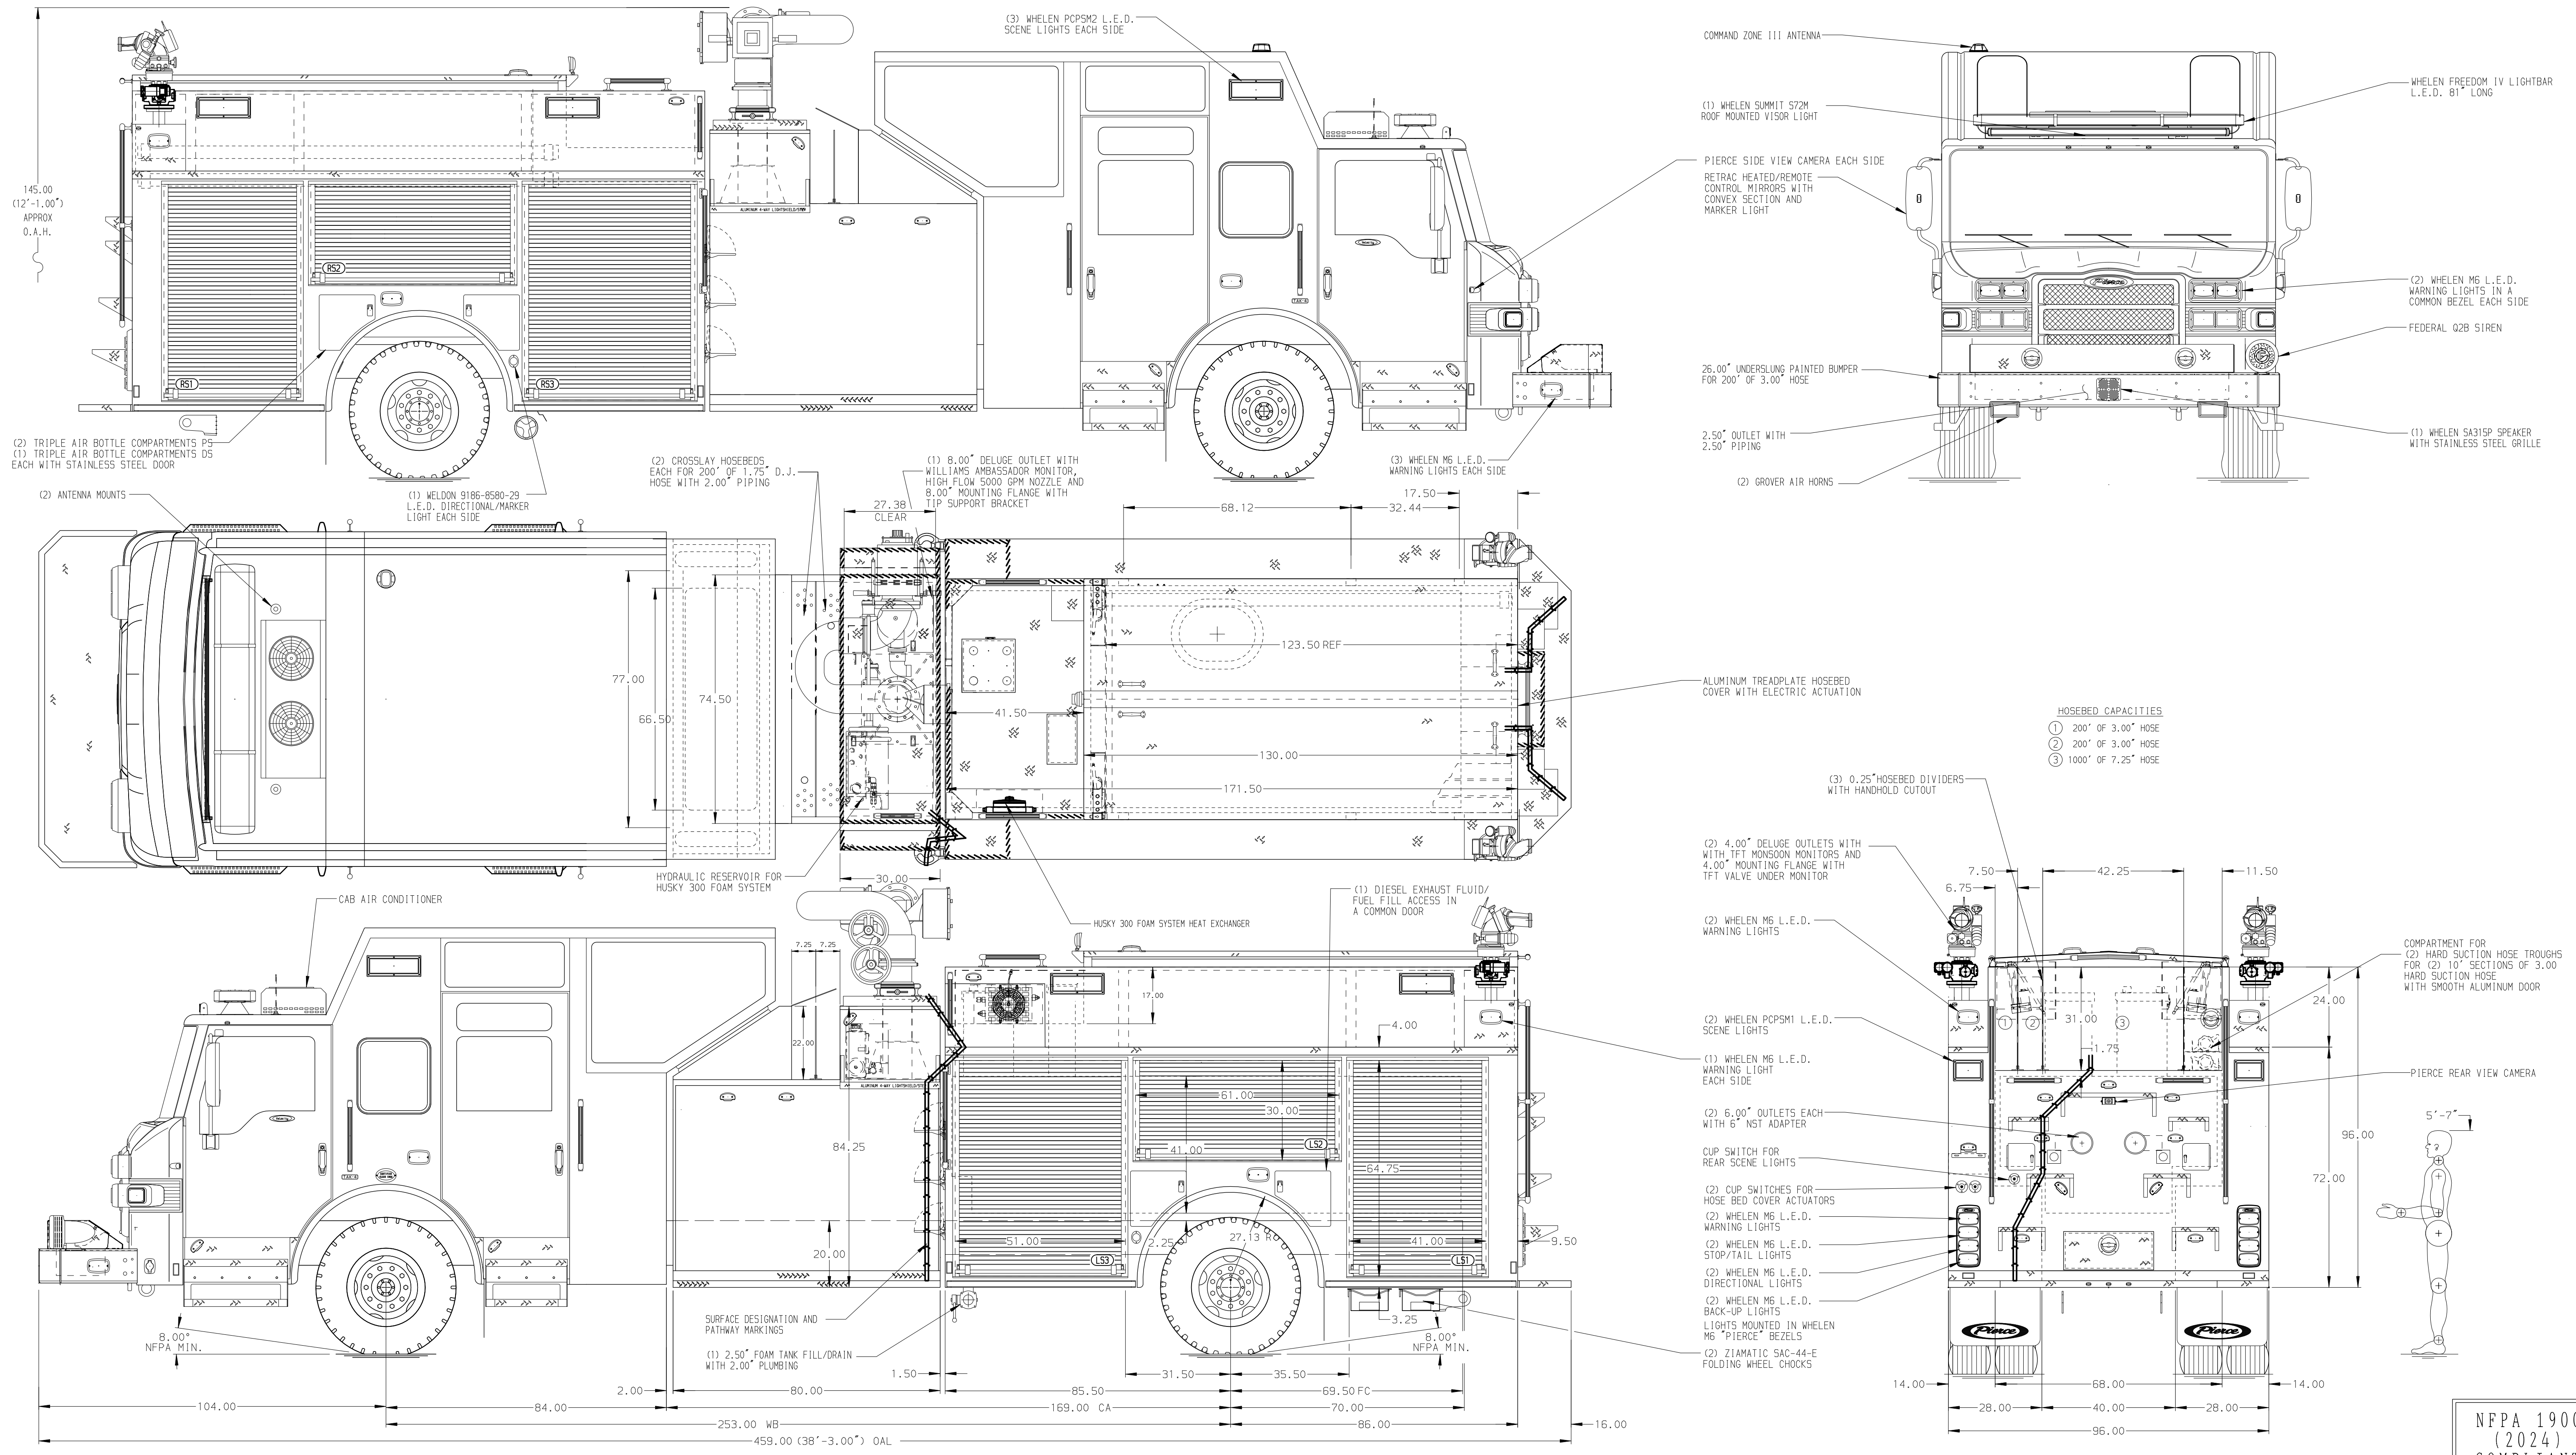 145.00
(12'-1.00")
APPROX
O.A.H.
(3) WHELEN PCPSM2 L.E.D.
SCENE LIGHTS EACH SIDE
RS1
RS2
RS3
TAK-4
(2) TRIPLE AIR BOTTLE COMPARTMENTS PS
(1) TRIPLE AIR BOTTLE COMPARTMENTS DS
EACH WITH STAINLESS STEEL DOOR
(1) WELDON 9186-8580-29
L.E.D. DIRECTIONAL/MARKER
LIGHT EACH SIDE
(2) CROSSLAY HOSEBEDS
EACH FOR 200' OF 1.75" D.J.
HOSE WITH 2.00" PIPING
(1) 8.00" DELUGE OUTLET WITH
WILLIAMS AMBASSADOR MONITOR,
HIGH FLOW 5000 GPM NOZZLE AND
8.00" MOUNTING FLANGE WITH
TIP SUPPORT BRACKET
(3) WHELEN M6 L.E.D.
WARNING LIGHTS EACH SIDE
COMMAND ZONE III ANTENNA
(1) WHELEN SUMMIT S72M
ROOF MOUNTED VISOR LIGHT
PIERCE SIDE VIEW CAMERA EACH SIDE
RETRAC HEATED/REMOTE
CONTROL MIRRORS WITH
CONVEX SECTION AND
MARKER LIGHT
26.00" UNDERSLUNG PAINTED BUMPER
FOR 200' OF 3.00" HOSE
2.50" OUTLET WITH
2.50" PIPING
(2) GROVER AIR HORNS
WHELEN FREEDOM IV LIGHTBAR
L.E.D. 81" LONG
(2) WHELEN M6 L.E.D.
WARNING LIGHTS IN A
COMMON BEZEL EACH SIDE
FEDERAL Q2B SIREN
(1) WHELEN SA315P SPEAKER
WITH STAINLESS STEEL GRILLE
Pierce
(2) ANTENNA MOUNTS
27.38
CLEAR
68.12
32.44
17.50
77.00
66.50
74.50
123.50 REF
41.50
130.00
171.50
30.00
HYDRAULIC RESERVOIR FOR
HUSKY 300 FOAM SYSTEM
HUSKY 300 FOAM SYSTEM HEAT EXCHANGER
ALUMINUM TREADPLATE HOSEBED
COVER WITH ELECTRIC ACTUATION
HOSEBED CAPACITIES
1 200' OF 3.00" HOSE
2 200' OF 3.00" HOSE
3 1000' OF 7.25" HOSE
CAB AIR CONDITIONER
(1) DIESEL EXHAUST FLUID/
FUEL FILL ACCESS IN
A COMMON DOOR
7.25 7.25
22.00
17.00
4.00
61.00
30.00
41.00
64.75
84.25
20.00
51.00
2.25
27.13 R
41.00
9.50
LS1
LS2
LS3
TAK-4
3.25
8.00°
NFPA MIN.
8.00°
NFPA MIN.
SURFACE DESIGNATION AND
PATHWAY MARKINGS
(1) 2.50" FOAM TANK FILL/DRAIN
WITH 2.00" PLUMBING
1.50
31.50
35.50
2.00
80.00
85.50
69.50 FC
104.00
84.00
169.00 CA
70.00
253.00 WB
86.00
16.00
459.00 (38'-3.00") OAL
(3) 0.25" HOSEBED DIVIDERS
WITH HANDHOLD CUTOUT
(2) 4.00" DELUGE OUTLETS WITH
WITH TFT MONSOON MONITORS AND
4.00" MOUNTING FLANGE WITH
TFT VALVE UNDER MONITOR
(2) WHELEN M6 L.E.D.
WARNING LIGHTS
(2) WHELEN PCPSM1 L.E.D.
SCENE LIGHTS
(1) WHELEN M6 L.E.D.
WARNING LIGHT
EACH SIDE
(2) 6.00" OUTLETS EACH
WITH 6" NST ADAPTER
CUP SWITCH FOR
REAR SCENE LIGHTS
(2) CUP SWITCHES FOR
HOSE BED COVER ACTUATORS
(2) WHELEN M6 L.E.D.
WARNING LIGHTS
(2) WHELEN M6 L.E.D.
STOP/TAIL LIGHTS
(2) WHELEN M6 L.E.D.
DIRECTIONAL LIGHTS
(2) WHELEN M6 L.E.D.
BACK-UP LIGHTS
LIGHTS MOUNTED IN WHELEN
M6 "PIERCE" BEZELS
(2) ZIAMATIC SAC-44-E
FOLDING WHEEL CHOCKS
7.50
42.25
11.50
6.75
1
2
3
31.00
1.75
24.00
72.00
96.00
COMPARTMENT FOR
(2) HARD SUCTION HOSE TROUGHS
FOR (2) 10' SECTIONS OF 3.00
HARD SUCTION HOSE
WITH SMOOTH ALUMINUM DOOR
PIERCE REAR VIEW CAMERA
5'-7"
Pierce
Pierce
14.00
68.00
14.00
28.00
40.00
28.00
96.00
NFPA 1900
(2024)